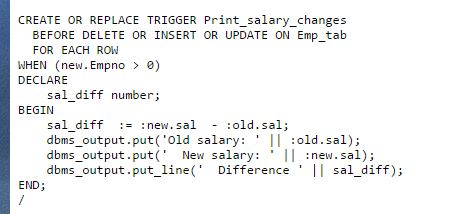 CREATE OR REPLACE TRIGGER Print_salary_changes
  BEFORE DELETE OR INSERT OR UPDATE ON Emp_tab
  FOR EACH ROW
WHEN (new.Empno > 0)
DECLARE
    sal_diff number;
BEGIN
    sal_diff  := :new.sal  - :old.sal;
    dbms_output.put('Old salary: ' || :old.sal);
    dbms_output.put('  New salary: ' || :new.sal);
    dbms_output.put_line('  Difference ' || sal_diff);
END;
/